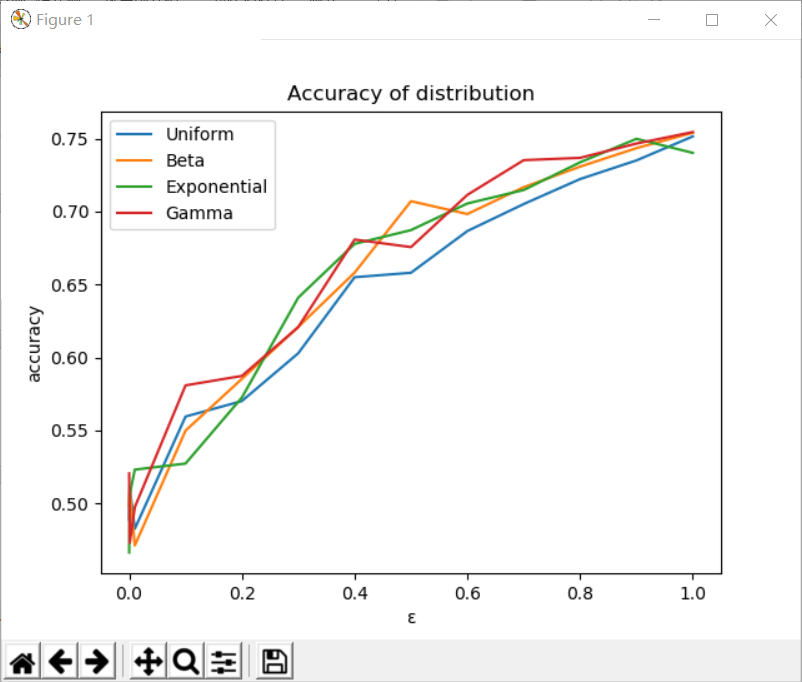 Figure 1
Accuracy of distribution
Uniform
Beta
Exponential
Gamma
accuracy
0.75
0.70
0.65
0.60
0.55
0.50
0.0 0.2 0.4 0.6 0.8 1.0
ε